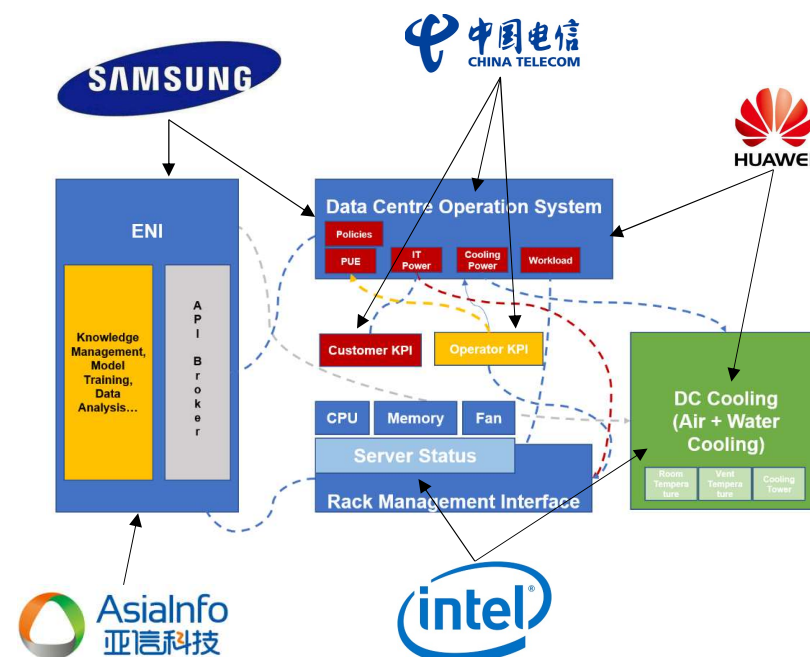 SAMSUNG
中国电信
CHINA TELECOM
HUAWEI
ENI
Knowledge
Management,
Model
Training,
Data
Analysis…
API Broker
Data Centre Operation System
Policies
PUE
IT
Power
Cooling
Power
Workload
Customer KPI
Operator KPI
CPU
Memory
Fan
Server Status
Rack Management Interface
DC Cooling
(Air + Water
Cooling)
Room
Tempera
ture
Vent
Tempera
ture
Cooling
Tower
AsiaInfo
亚信科技
intel